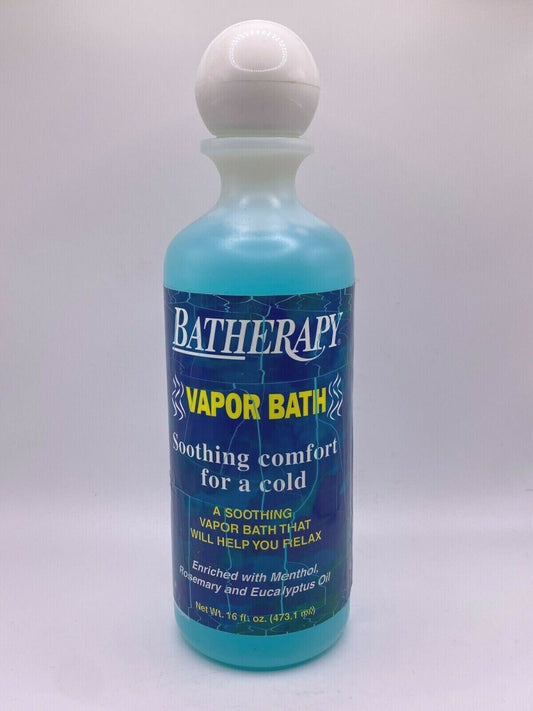 BATHERAPY®
VAPOR BATH
Soothing comfort
for a cold
A SOOTHING
VAPOR BATH THAT
WILL HELP YOU RELAX
Enriched with Menthol,
Rosemary and Eucalyptus Oil
Net Wt. 16 fl. oz. (473.1 ml)